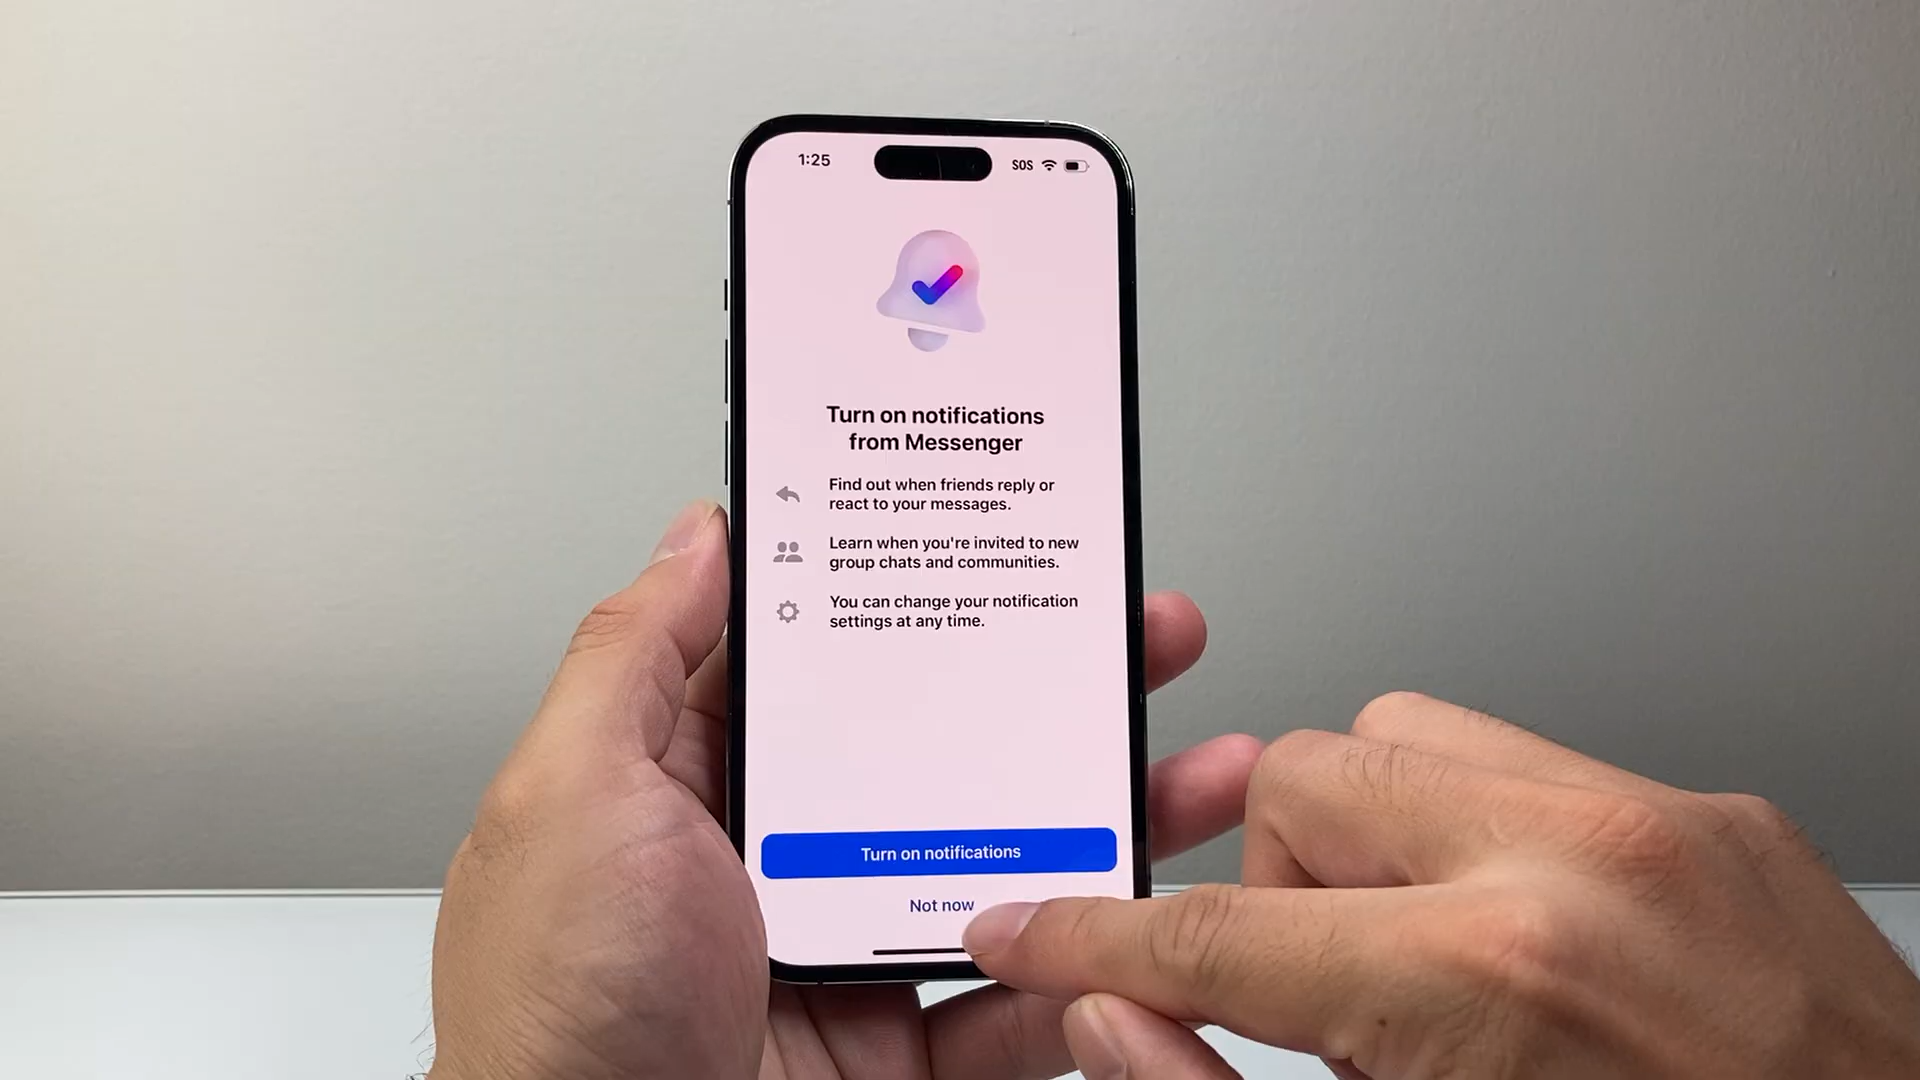 1:25
SOS
Turn on notifications
from Messenger
Find out when friends reply or
react to your messages.
Learn when you're invited to new
group chats and communities.
You can change your notification
settings at any time.
Turn on notifications
Not now